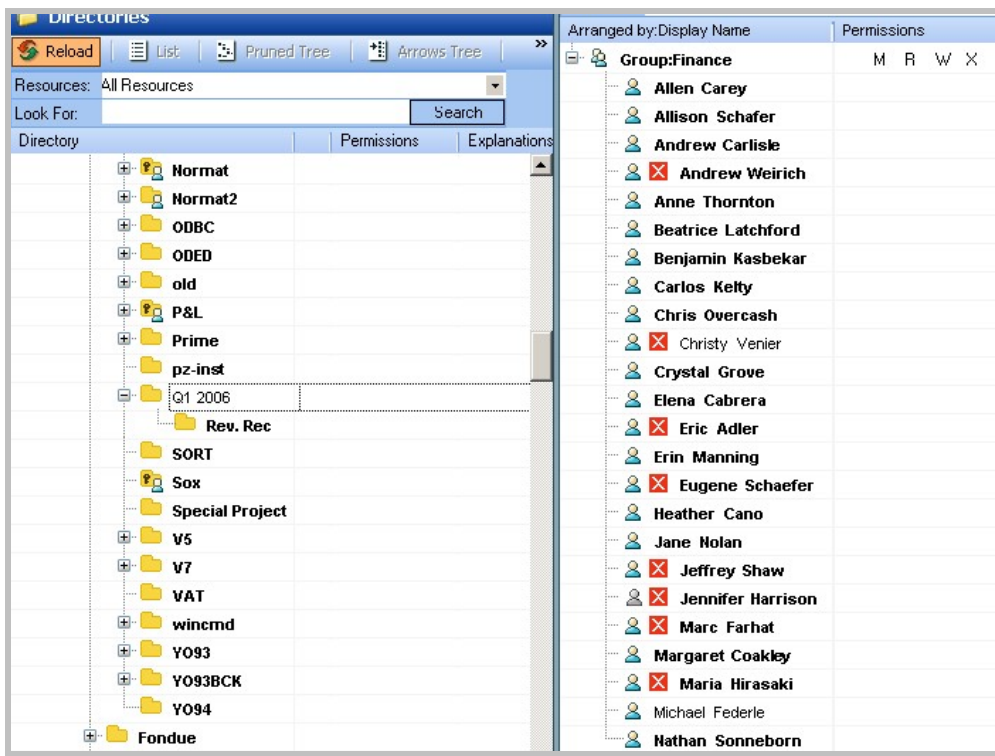 Directories
Reload List Pruned Tree Arrows Tree »
Resources: All Resources
Look For: Search
Directory Permissions Explanations
Normat
Normat2
ODBC
ODED
old
P&L
Prime
pz-inst
Q1 2006
Rev. Rec
SORT
Sox
Special Project
V5
V7
VAT
wincmd
YO93
YO93BCK
YO94
Fondue
Arranged by:Display Name Permissions
Group:Finance M R W X
Allen Carey
Allison Schafer
Andrew Carlisle
Andrew Weirich
Anne Thornton
Beatrice Latchford
Benjamin Kasbekar
Carlos Kelty
Chris Overcash
Christy Venier
Crystal Grove
Elena Cabrera
Eric Adler
Erin Manning
Eugene Schaefer
Heather Cano
Jane Nolan
Jeffrey Shaw
Jennifer Harrison
Marc Farhat
Margaret Coakley
Maria Hirasaki
Michael Federle
Nathan Sonneborn